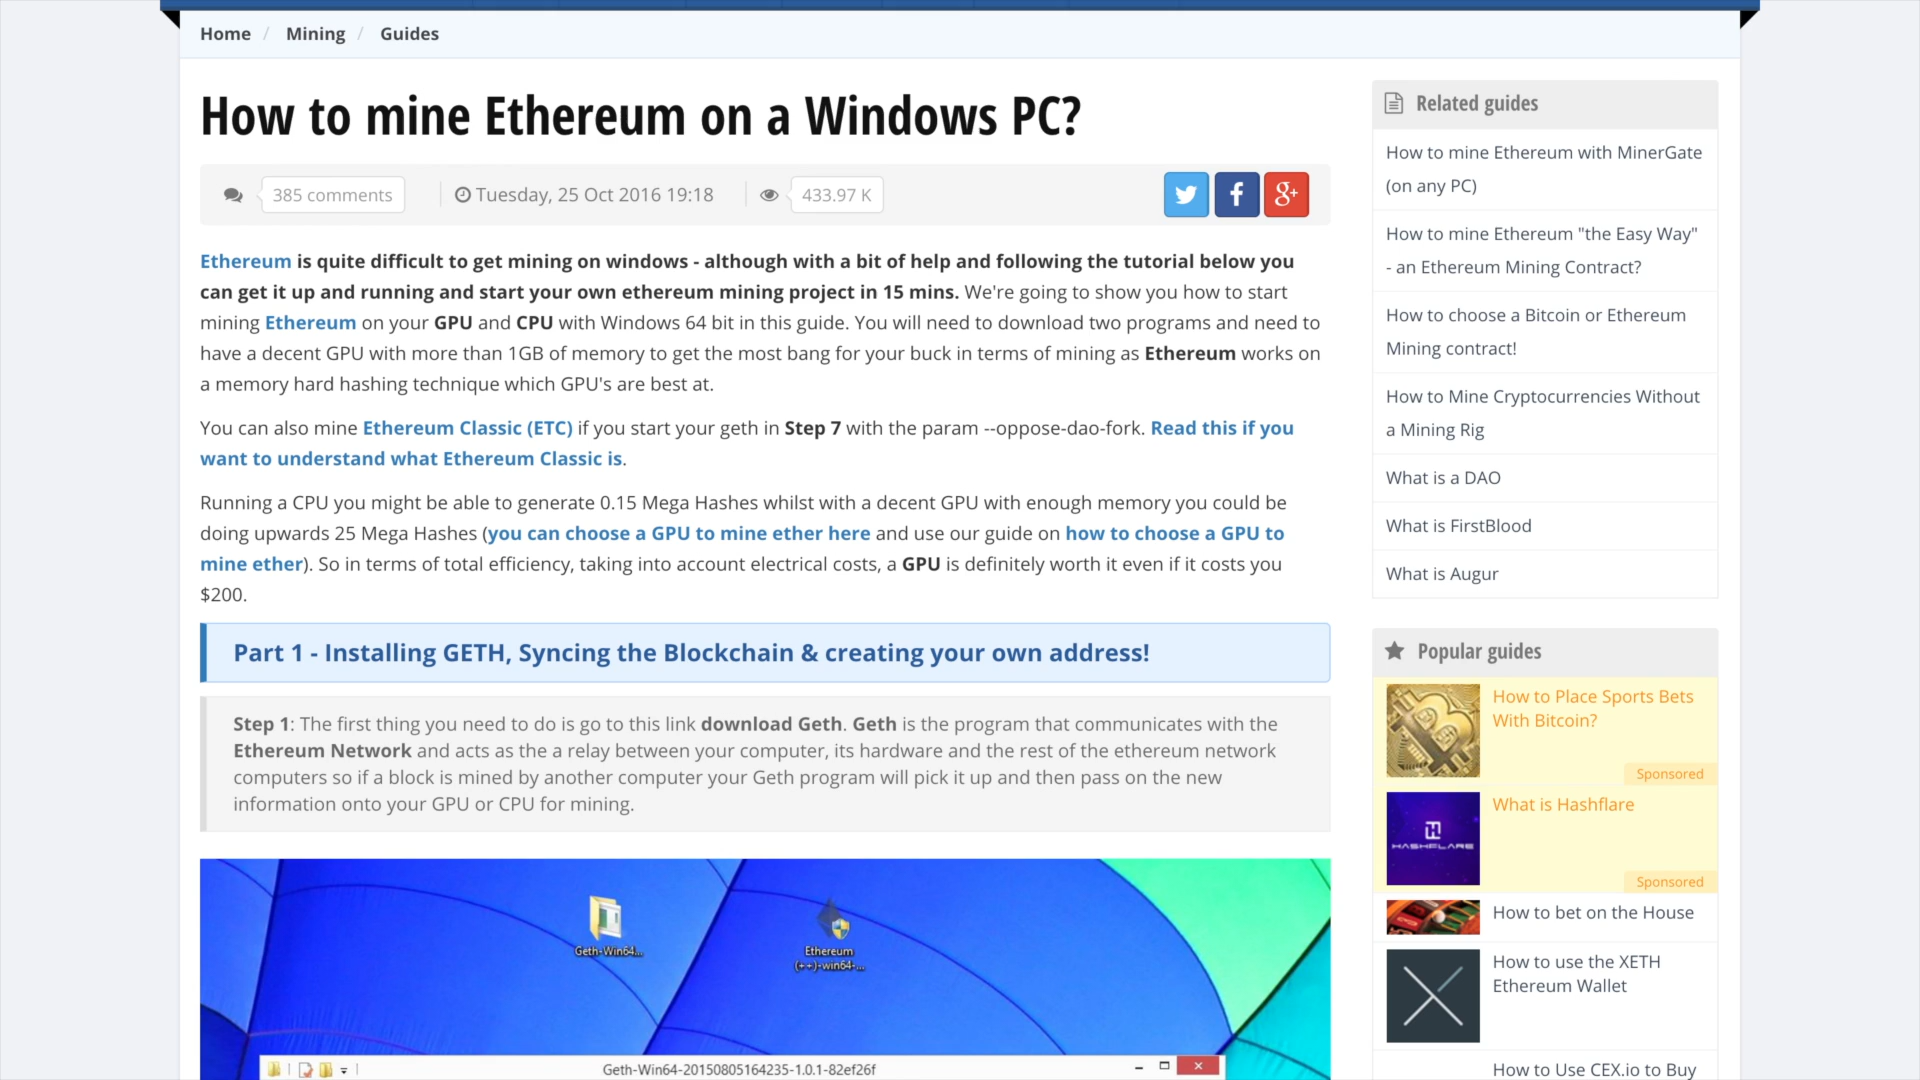 Home / Mining / Guides
How to mine Ethereum on a Windows PC?
385 comments
Tuesday, 25 Oct 2016 19:18
433.97 K
Ethereum is quite difficult to get mining on windows - although with a bit of help and following the tutorial below you
can get it up and running and start your own ethereum mining project in 15 mins. We're going to show you how to start
mining Ethereum on your GPU and CPU with Windows 64 bit in this guide. You will need to download two programs and need to
have a decent GPU with more than 1GB of memory to get the most bang for your buck in terms of mining as Ethereum works on
a memory hard hashing technique which GPU's are best at.
You can also mine Ethereum Classic (ETC) if you start your geth in Step 7 with the param --oppose-dao-fork. Read this if you
want to understand what Ethereum Classic is.
Running a CPU you might be able to generate 0.15 Mega Hashes whilst with a decent GPU with enough memory you could be
doing upwards 25 Mega Hashes (you can choose a GPU to mine ether here and use our guide on how to choose a GPU to
mine ether). So in terms of total efficiency, taking into account electrical costs, a GPU is definitely worth it even if it costs you
$200.
Part 1 - Installing GETH, Syncing the Blockchain & creating your own address!
Step 1: The first thing you need to do is go to this link download Geth. Geth is the program that communicates with the
Ethereum Network and acts as the a relay between your computer, its hardware and the rest of the ethereum network
computers so if a block is mined by another computer your Geth program will pick it up and then pass on the new
information onto your GPU or CPU for mining.
Geth-Win64...
Ethereum
(++)-win64-...
Geth-Win64-20150805164235-1.0.1-82ef26f
Related guides
How to mine Ethereum with MinerGate
(on any PC)
How to mine Ethereum "the Easy Way"
- an Ethereum Mining Contract?
How to choose a Bitcoin or Ethereum
Mining contract!
How to Mine Cryptocurrencies Without
a Mining Rig
What is a DAO
What is FirstBlood
What is Augur
Popular guides
How to Place Sports Bets
With Bitcoin?
Sponsored
HASHFLARE
What is Hashflare
Sponsored
How to bet on the House
How to use the XETH
Ethereum Wallet
How to Use CEX.io to Buy